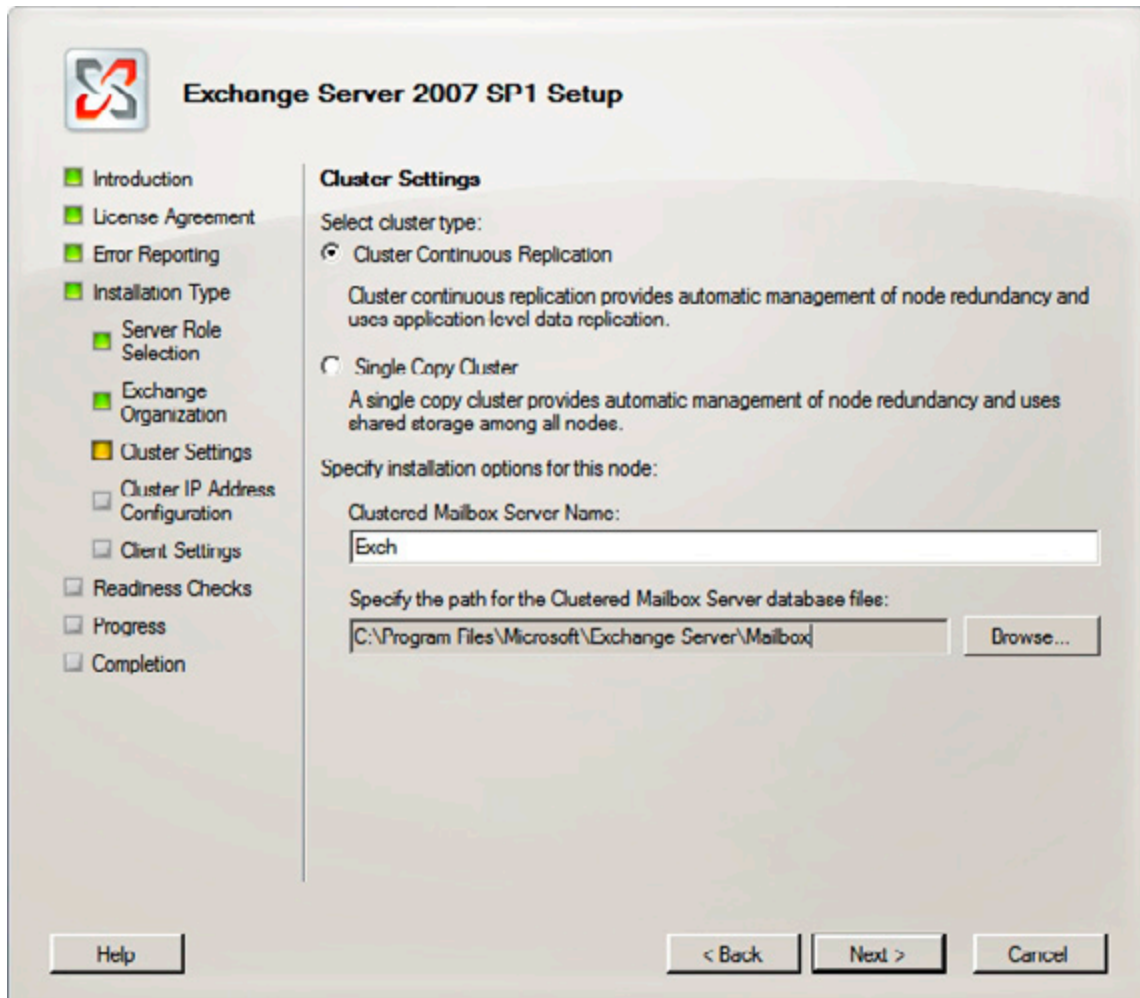 Exchange Server 2007 SP1 Setup
Introduction
License Agreement
Error Reporting
Installation Type
Server Role
Selection
Exchange
Organization
Cluster Settings
Cluster IP Address
Configuration
Client Settings
Readiness Checks
Progress
Completion
Cluster Settings
Select cluster type:
Cluster Continuous Replication
Cluster continuous replication provides automatic management of node redundancy and
uses application-level data replication.
Single Copy Cluster
A single copy cluster provides automatic management of node redundancy and uses
shared storage among all nodes.
Specify installation options for this node:
Clustered Mailbox Server Name:
Exch
Specify the path for the Clustered Mailbox Server database files:
C:\Program Files\Microsoft\Exchange Server\Mailbox
Browse...
Help
< Back
Next >
Cancel